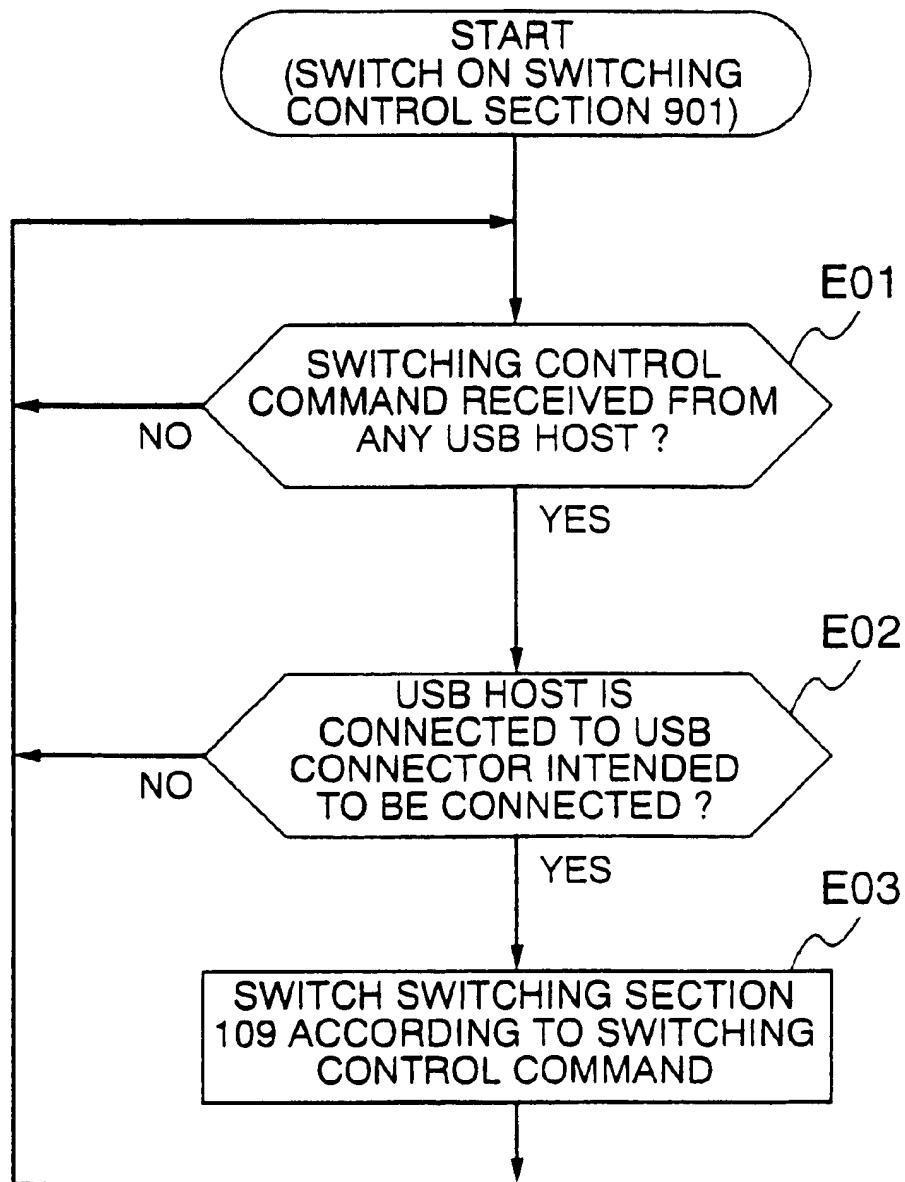 START
(SWITCH ON SWITCHING
CONTROL SECTION 901)
E01
SWITCHING CONTROL
COMMAND RECEIVED FROM
ANY USB HOST ?
NO
YES
E02
USB HOST IS
CONNECTED TO USB
CONNECTOR INTENDED
TO BE CONNECTED ?
NO
YES
E03
SWITCH SWITCHING SECTION
109 ACCORDING TO SWITCHING
CONTROL COMMAND